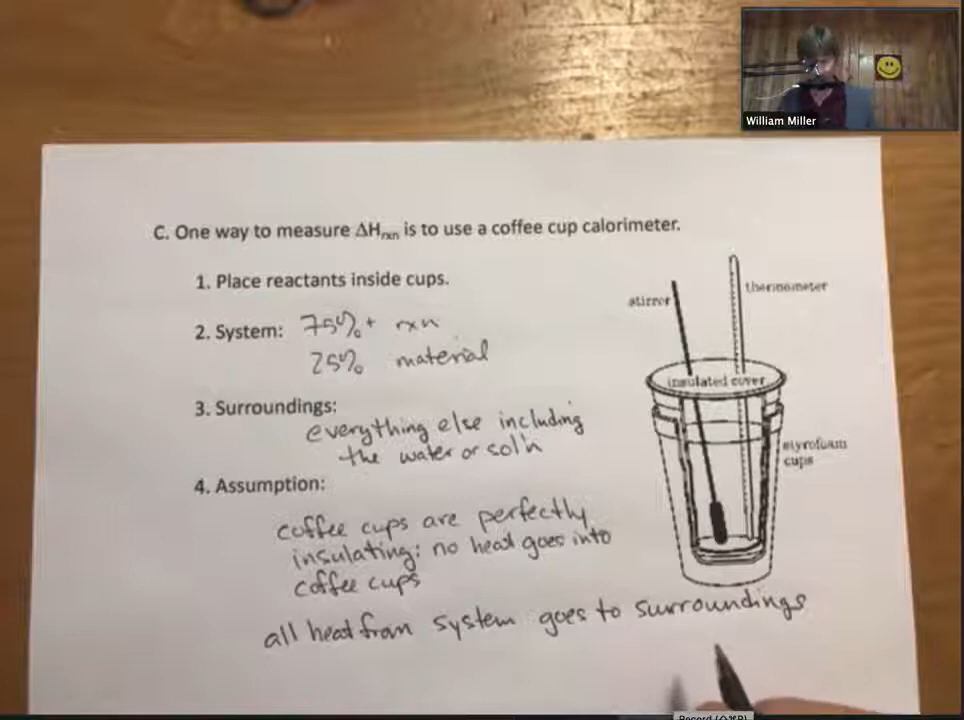 William Miller
C. One way to measure ΔHrxn is to use a coffee cup calorimeter.
1. Place reactants inside cups.
thermometer
stirrer
2. System: 75%+ rxn
25% material
insulated cover
3. Surroundings:
everything else including
the water or sol'n
styrofoam
cups
4. Assumption:
coffee cups are perfectly
insulating: no heat goes into
coffee cups
all heat from system goes to surroundings